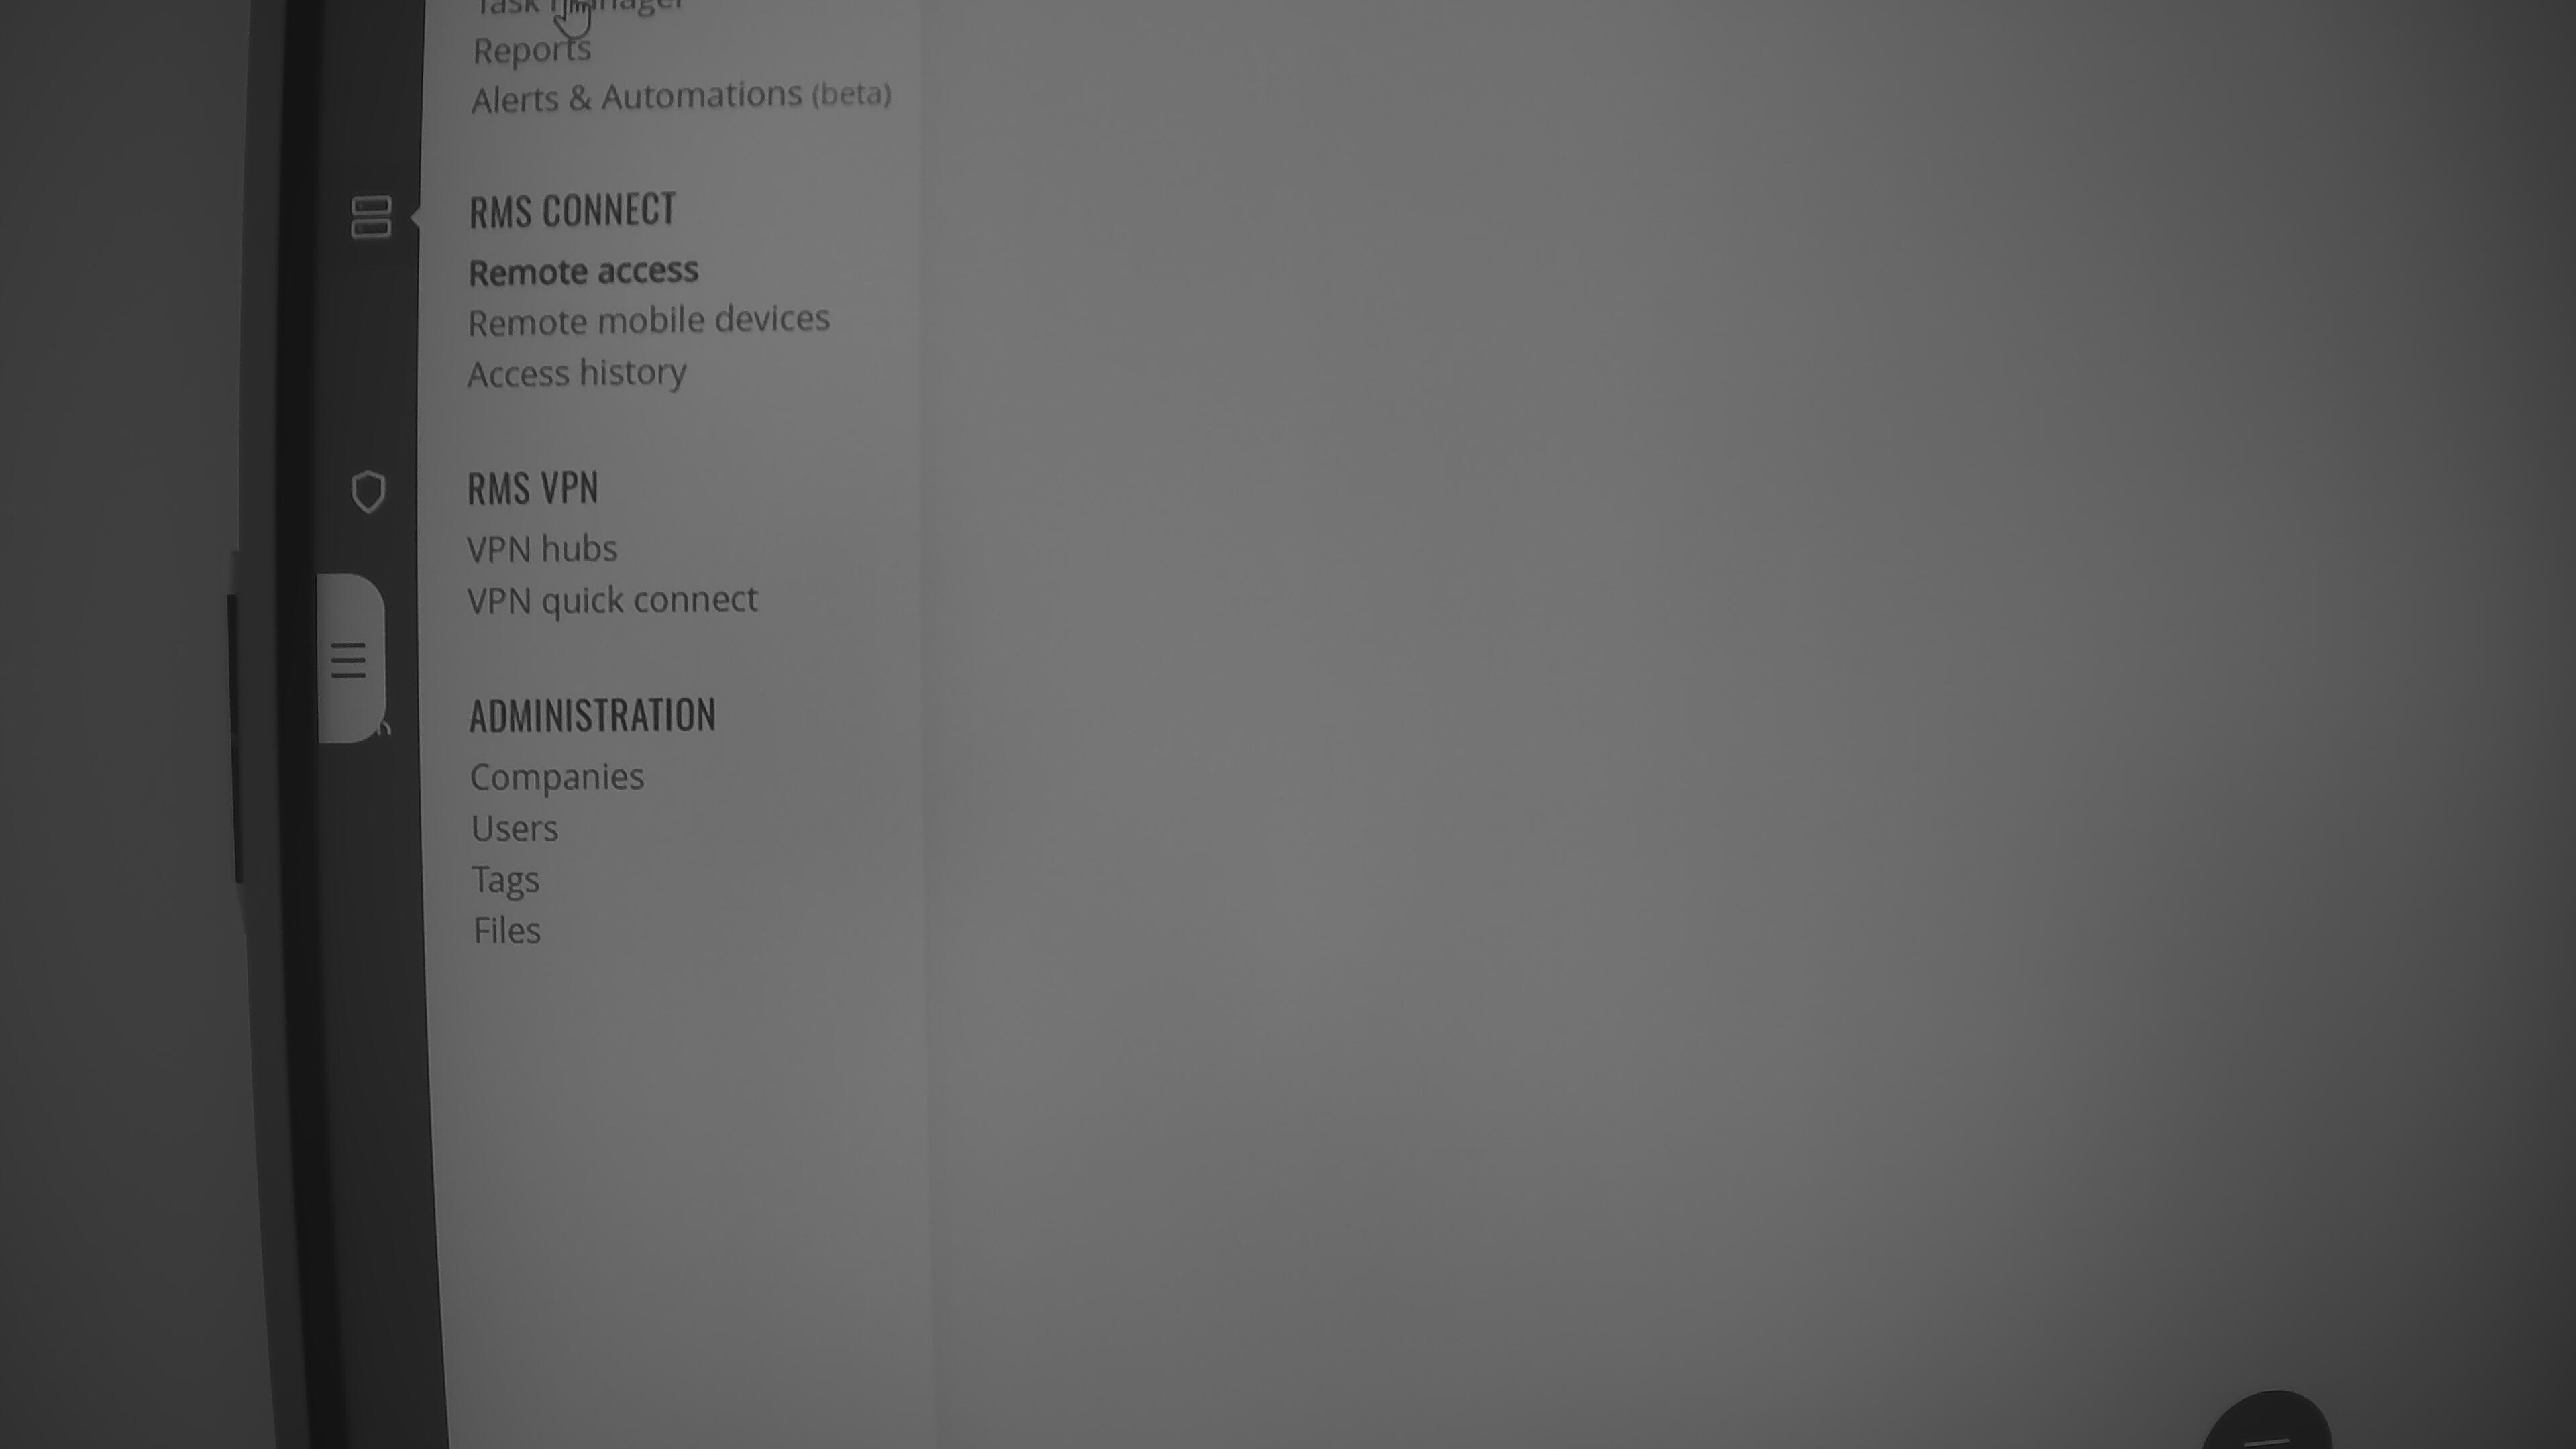 Task manager
Reports
Alerts & Automations (beta)
RMS CONNECT
Remote access
Remote mobile devices
Access history
RMS VPN
VPN hubs
VPN quick connect
ADMINISTRATION
Companies
Users
Tags
Files